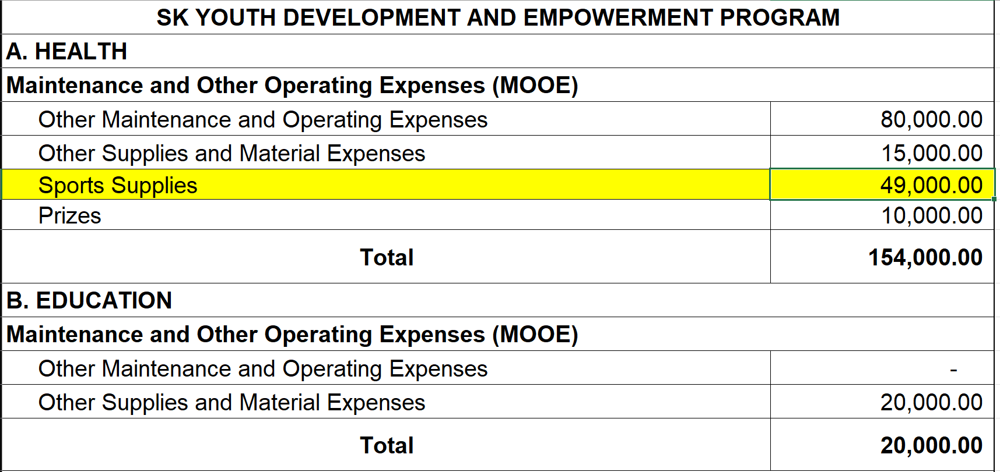 SK YOUTH DEVELOPMENT AND EMPOWERMENT PROGRAM
A. HEALTH
Maintenance and Other Operating Expenses (MOOE)
Other Maintenance and Operating Expenses 80,000.00
Other Supplies and Material Expenses 15,000.00
Sports Supplies 49,000.00
Prizes 10,000.00
Total 154,000.00
B. EDUCATION
Maintenance and Other Operating Expenses (MOOE)
Other Maintenance and Operating Expenses -
Other Supplies and Material Expenses 20,000.00
Total 20,000.00